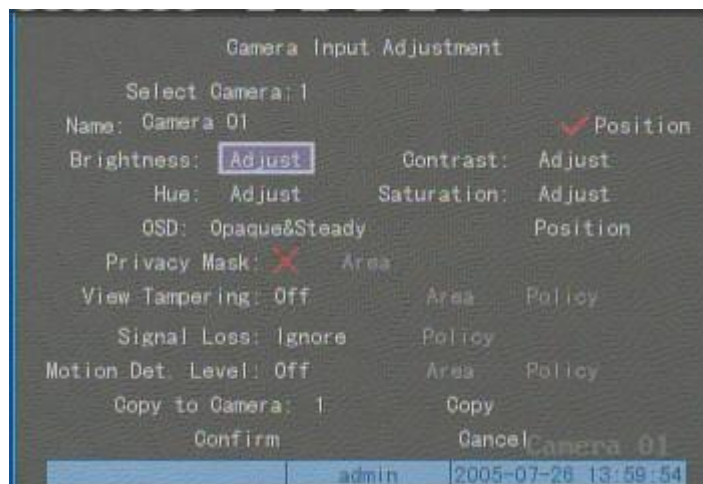 Camera Input Adjustment
Select Camera: 1
Name: Camera 01 Position
Brightness: Adjust Contrast: Adjust
Hue: Adjust Saturation: Adjust
OSD: Opaque&Steady Position
Privacy Mask: Area
View Tampering: Off Area Policy
Signal Loss: Ignore Policy
Motion Det. Level: Off Area Policy
Copy to Camera: 1 Copy
Confirm Cancel
Camera 01
admin 2005-07-26 13:59:54